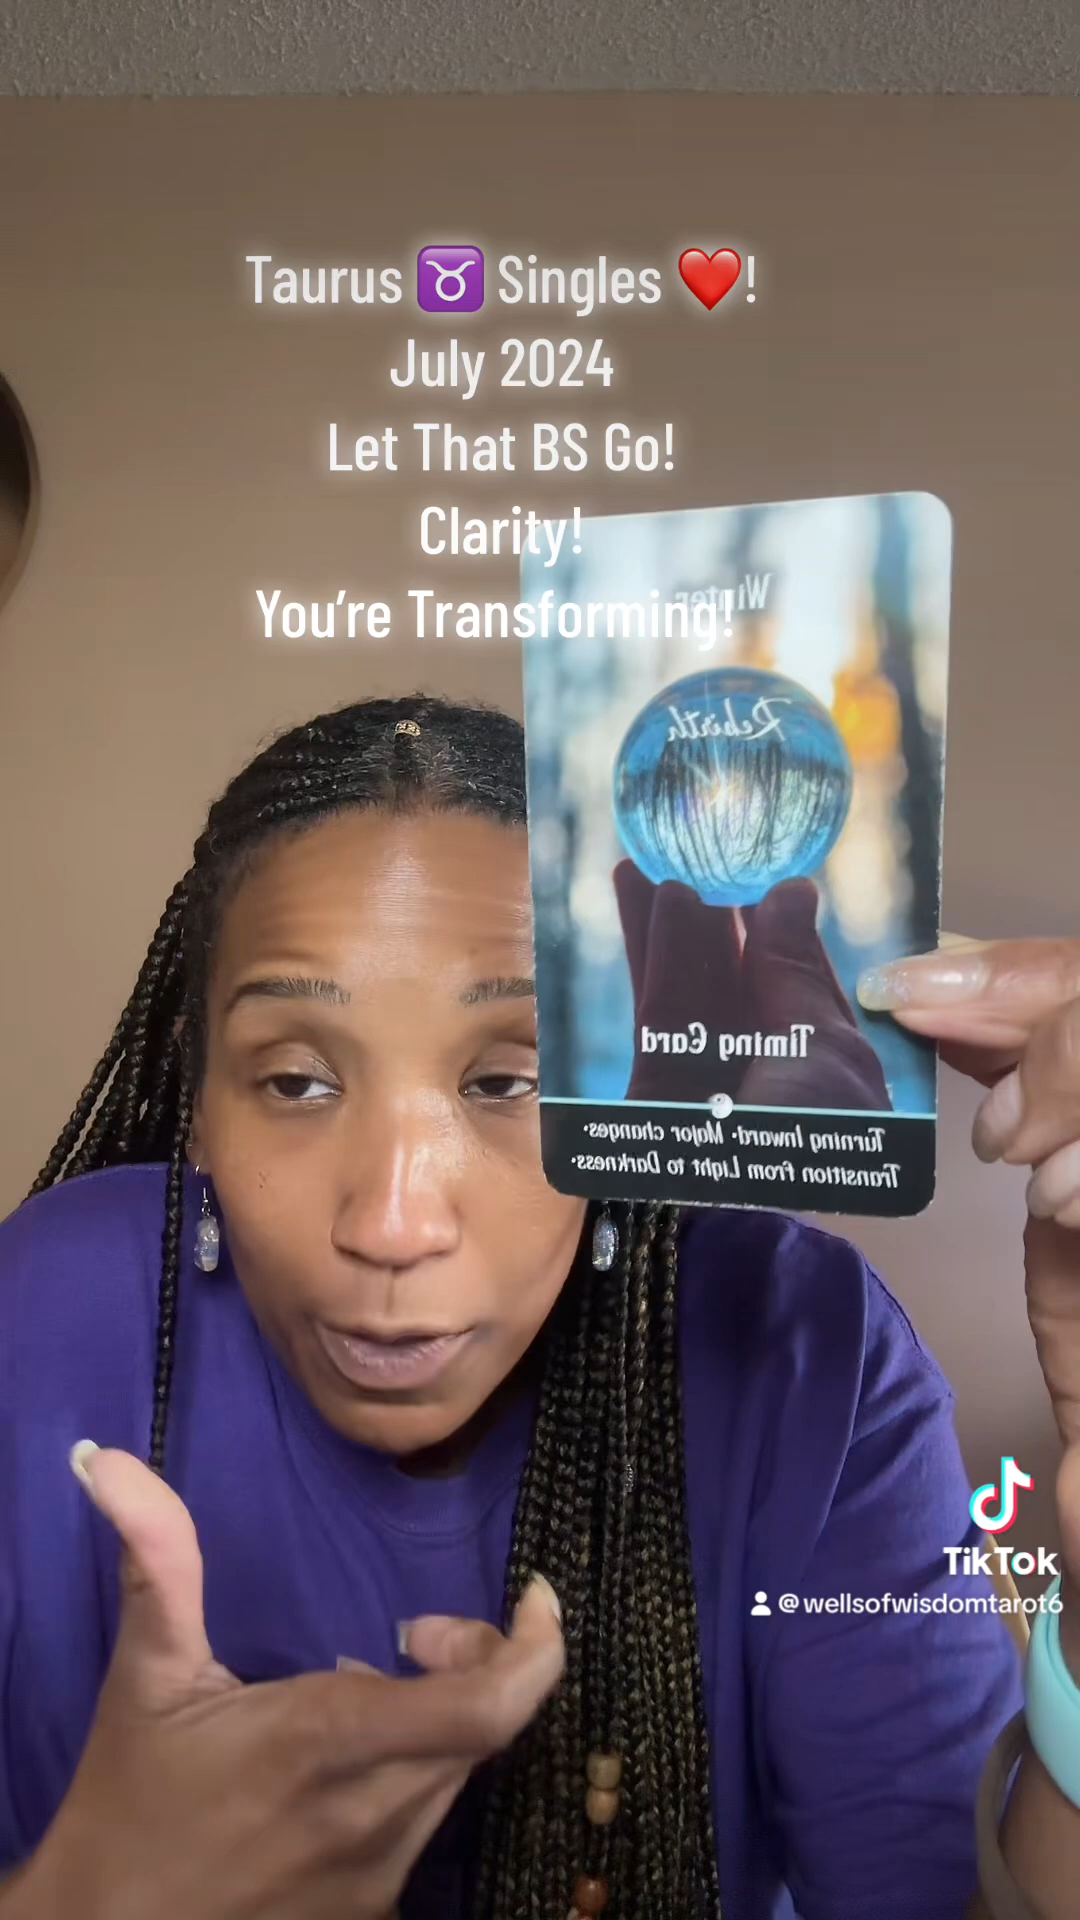 Taurus ♉ Singles ❤️!
July 2024
Let That BS Go!
Clarity!
You’re Transforming!
Winter
Rebirth
Timing Card
Turning Inward. Major changes.
Transition from Light to Darkness.
TikTok
@wellsofwisdomtarot6